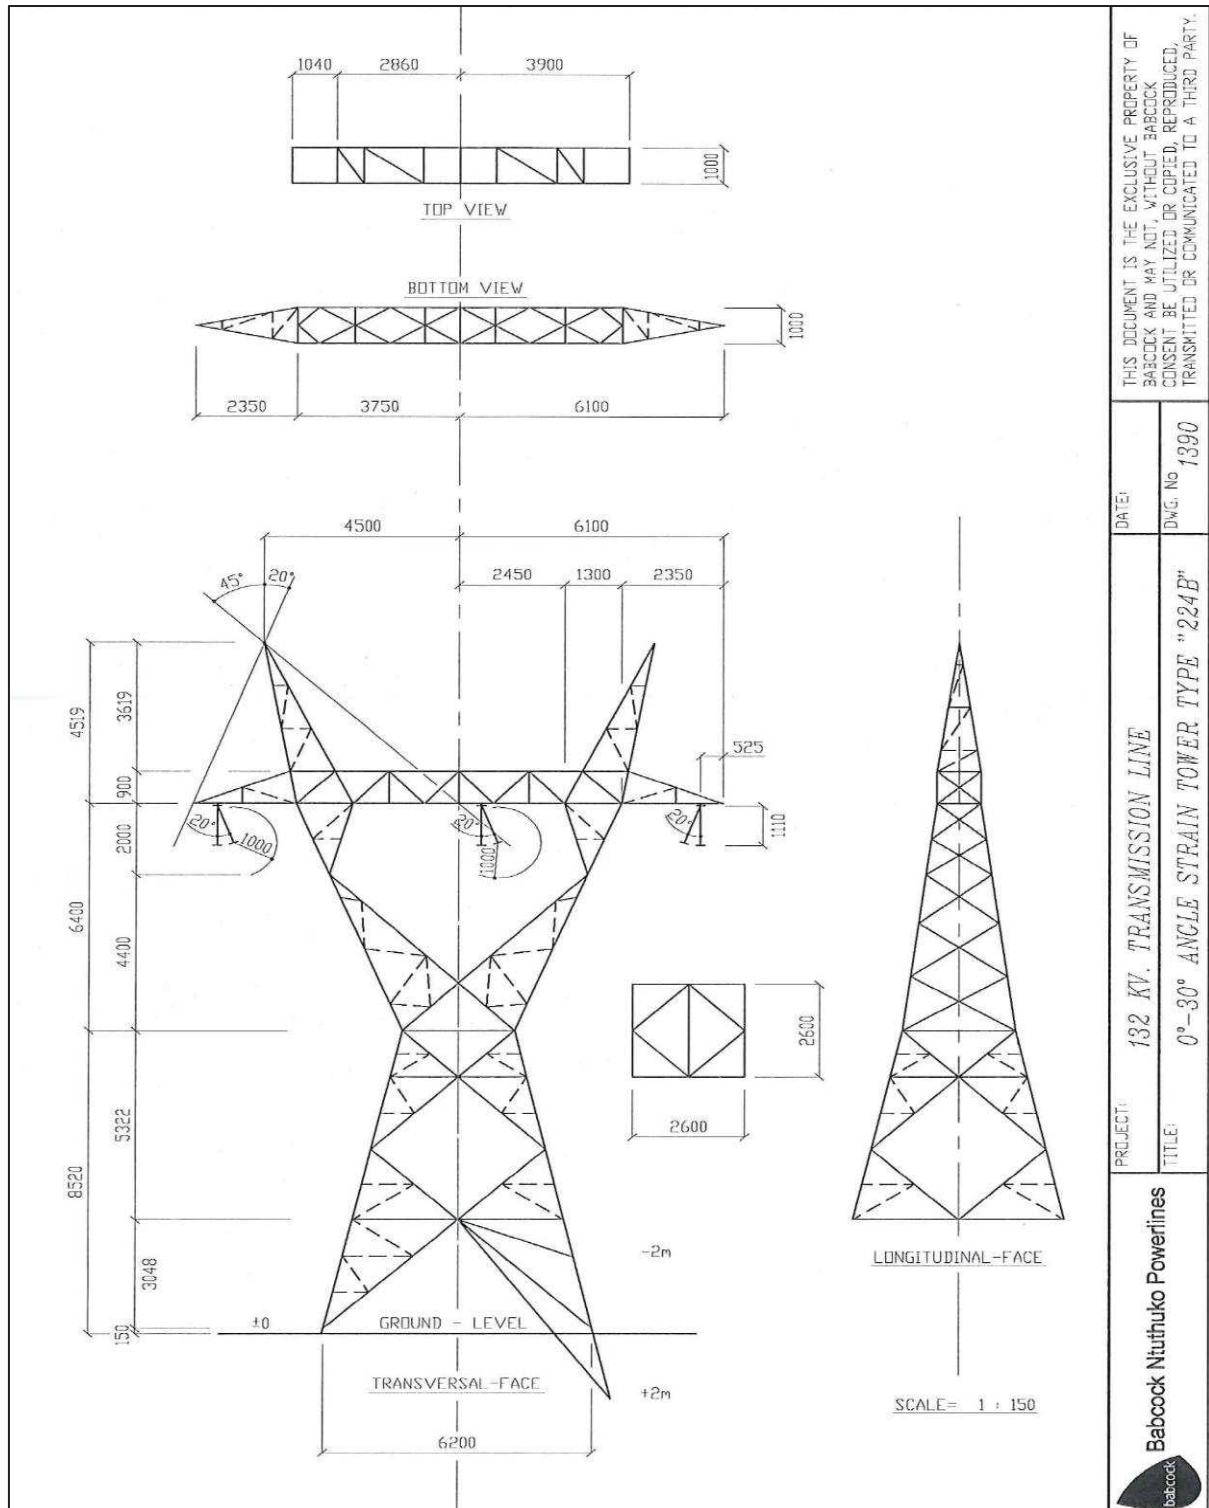 1040 2860 3900
1000
TOP VIEW
BOTTOM VIEW
1000
2350 3750 6100
4500 6100
45° 20° 2450 1300 2350
4519 3619
525
900
20° 20° 20°
1000 1000 1110
2000
6400
4400
2600
2600
5322
8520
-2m
LONGITUDINAL-FACE
3048
±0 GROUND - LEVEL
150
TRANSVERSAL-FACE
+2m
SCALE= 1 : 150
6200
THIS DOCUMENT IS THE EXCLUSIVE PROPERTY OF
BABCOCK AND MAY NOT, WITHOUT BABCOCK
CONSENT BE UTILIZED OR COPIED, REPRODUCED,
TRANSMITTED OR COMMUNICATED TO A THIRD PARTY.
DATE:
DWG. No 1390
PROJECT: 132 KV. TRANSMISSION LINE
TITLE: 0°-30° ANGLE STRAIN TOWER TYPE "224B"
Babcock Ntuthuko Powerlines
babcock